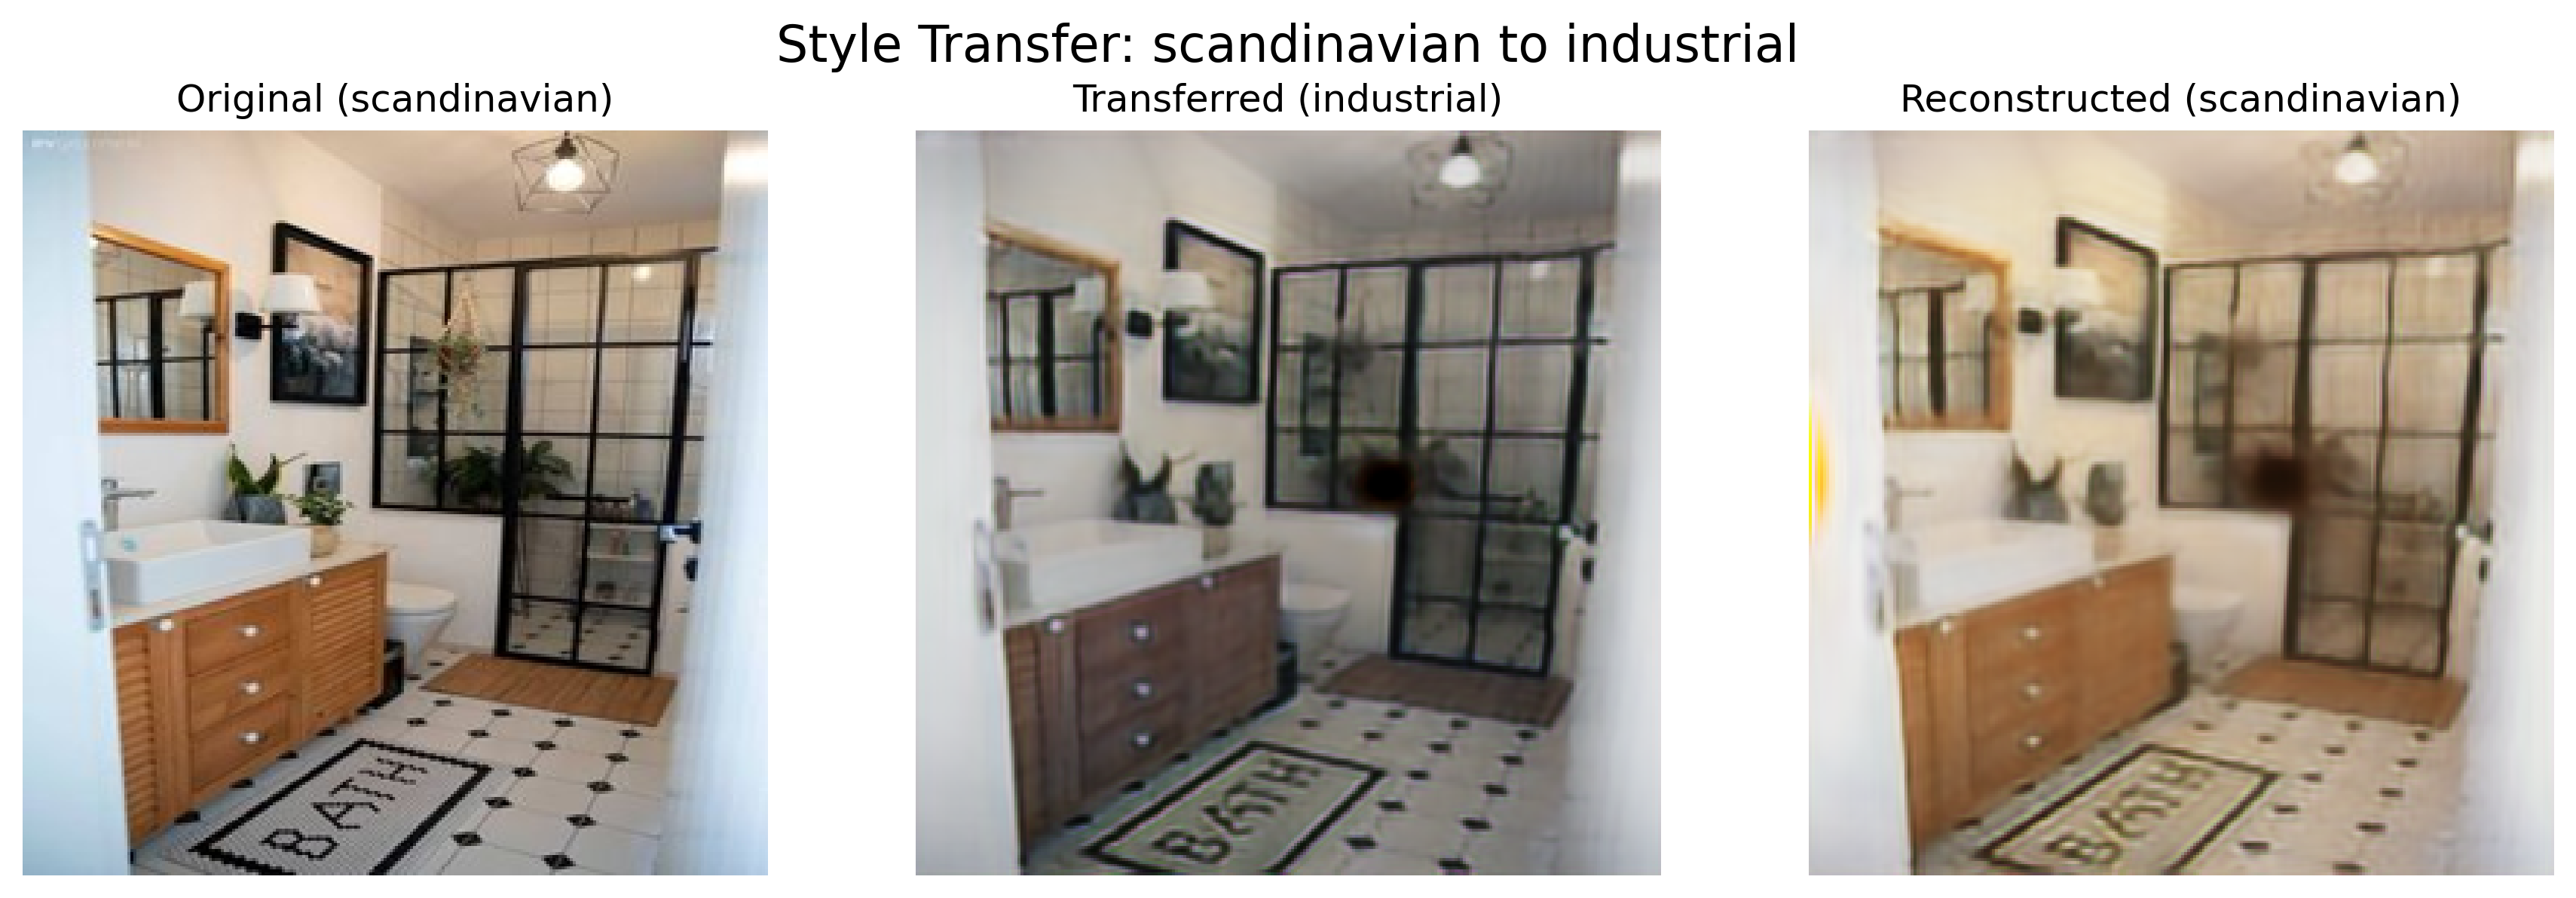 Style Transfer: scandinavian to industrial
Original (scandinavian)
Transferred (industrial)
Reconstructed (scandinavian)
BATH
BATH
BATH